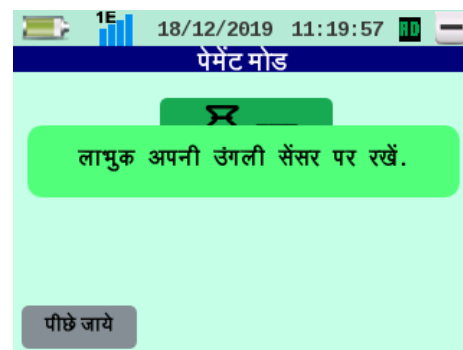 1E 18/12/2019 11:19:57 RD
पेमेंट मोड
लाभुक अपनी उंगली सेंसर पर रखें.
पीछे जाये